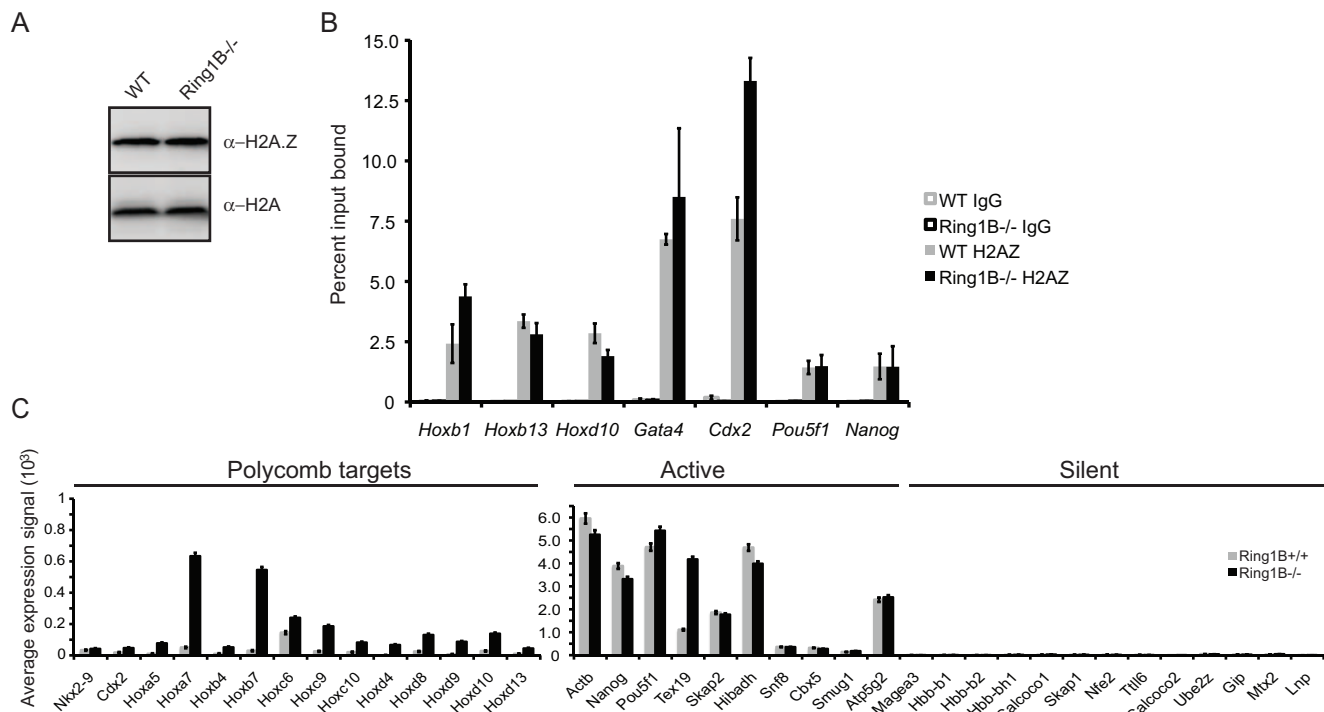 A
WT
Ring1B-/-
α–H2A.Z
α–H2A
B
Percent input bound
15.0
12.5
10.0
7.5
5.0
2.5
0
Hoxb1 Hoxb13 Hoxd10 Gata4 Cdx2 Pou5f1 Nanog
WT IgG
Ring1B-/- IgG
WT H2AZ
Ring1B-/- H2AZ
C
Polycomb targets
Active
Silent
Average expression signal (10³)
1
0.8
0.6
0.4
0.2
0
6.0
5.0
4.0
3.0
2.0
1.0
0
Ring1B+/+
Ring1B-/-
Nkx2-9 Cdx2 Hoxa5 Hoxa7 Hoxb4 Hoxb7 Hoxc6 Hoxc9 Hoxc10 Hoxd4 Hoxd8 Hoxd9 Hoxd10 Hoxd13
Actb Nanog Pou5f1 Tex19 Skap2 Hibadh Snf8 Cbx5 Smug1 Atp5g2 Magea3 Hbb-b1 Hbb-b2 Hbb-bh1 Calcoco1 Skap1 Nfe2 Ttll6 Calcoco2 Ube2z Gip Mtx2 Lnp